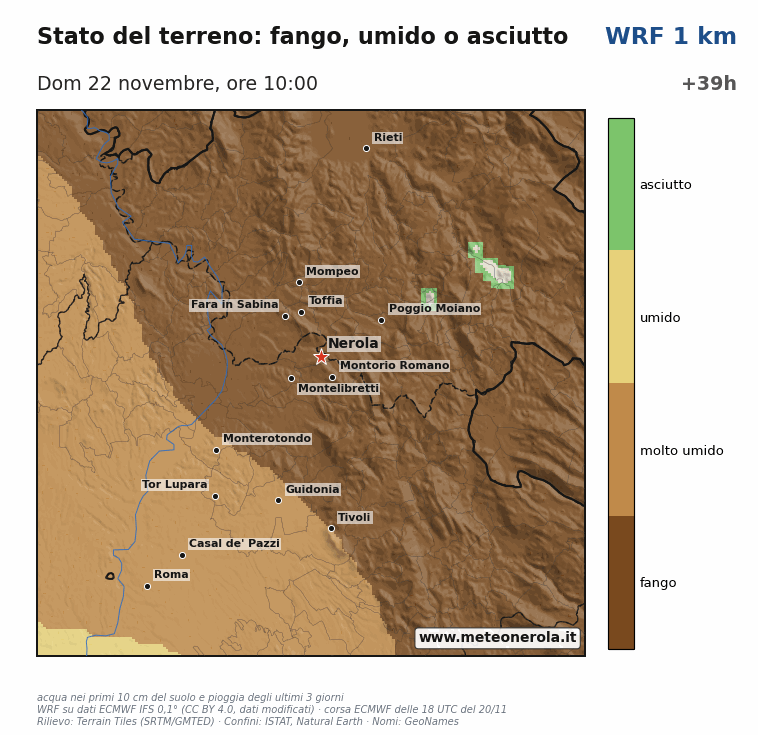 Stato del terreno: fango, umido o asciutto
WRF 1 km
Dom 22 novembre, ore 10:00
+39h
Rieti
asciutto
Mompeo
Toffia
Fara in Sabina
Poggio Moiano
umido
Nerola
Montorio Romano
Montelibretti
Monterotondo
molto umido
Tor Lupara
Guidonia
Tivoli
Casal de' Pazzi
Roma
fango
www.meteonerola.it
acqua nei primi 10 cm del suolo e pioggia degli ultimi 3 giorni
WRF su dati ECMWF IFS 0,1° (CC BY 4.0, dati modificati) · corsa ECMWF delle 18 UTC del 20/11
Rilievo: Terrain Tiles (SRTM/GMTED) · Confini: ISTAT, Natural Earth · Nomi: GeoNames